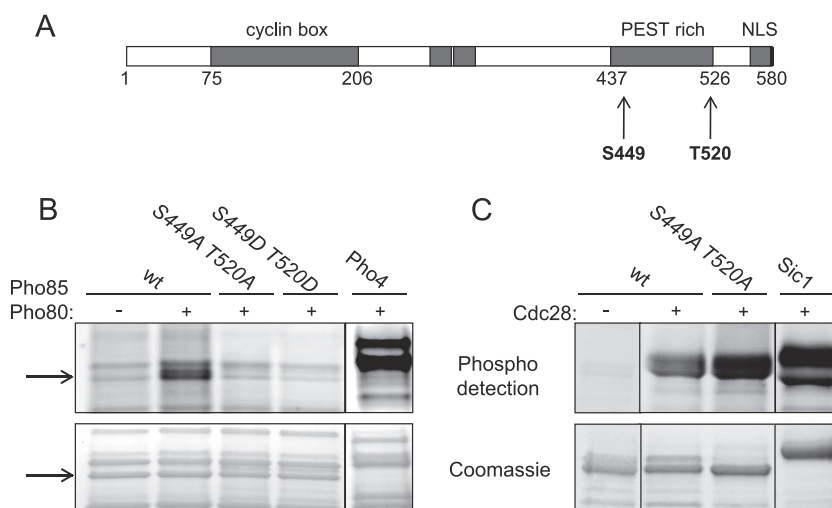 A
cyclin box PEST rich NLS
1 75 206 437 526 580
S449 T520
B
wt S449A T520A S449D T520D Pho4
Pho85
Pho80: - + + + +
C
wt S449A T520A Sic1
Cdc28: - + + +
Phospho
detection
Coomassie